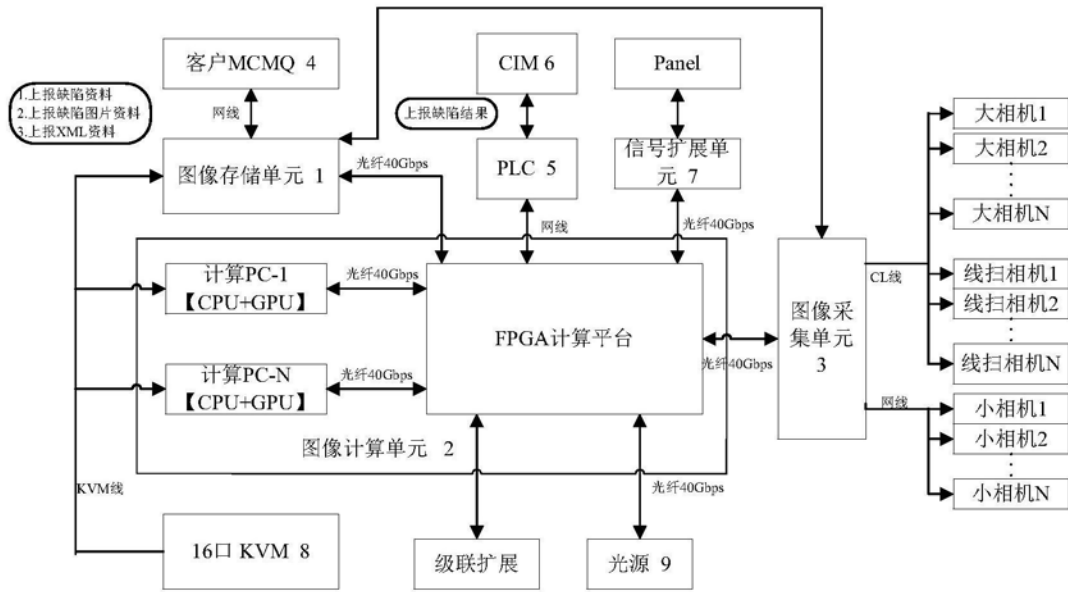 客户MCMQ 4
CIM 6
Panel
1.上报缺陷资料
2.上报缺陷图片资料
3.上报XML资料
网线
上报缺陷结果
大相机1
大相机2
大相机N
图像存储单元 1
光纤40Gbps
PLC 5
信号扩展单
元 7
网线
光纤40Gbps
计算PC-1
【CPU+GPU】
光纤40Gbps
FPGA计算平台
计算PC-N
【CPU+GPU】
光纤40Gbps
图像计算单元 2
光纤40Gbps
图像采
集单元
3
CL线
线扫相机1
线扫相机2
线扫相机N
网线
小相机1
小相机2
小相机N
KVM线
光纤40Gbps
16口 KVM 8
级联扩展
光源 9